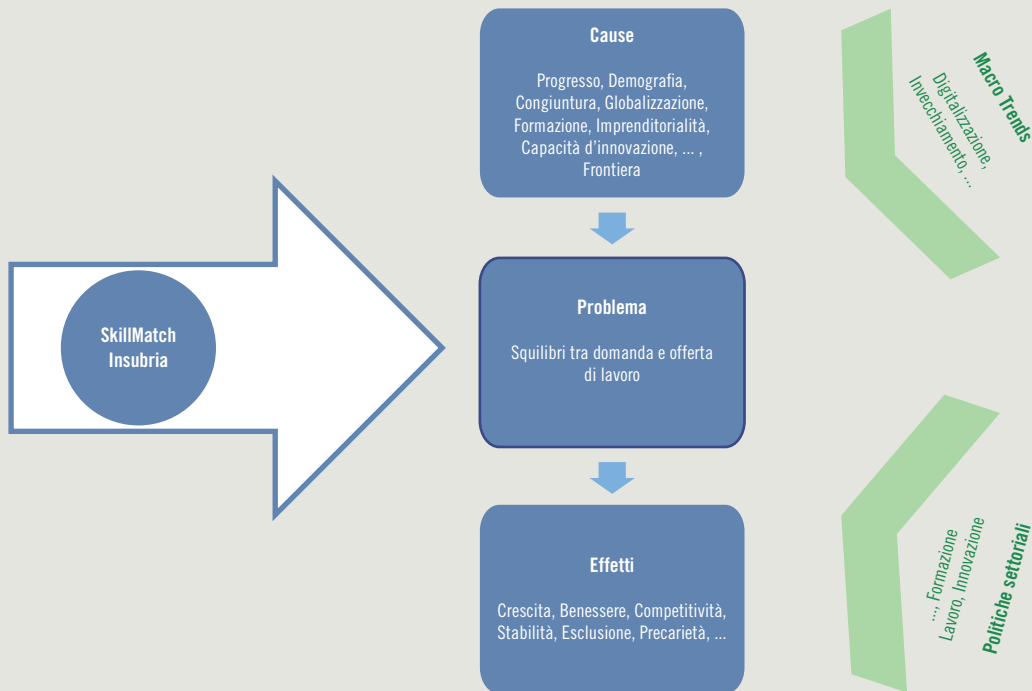 Cause
Progresso, Demografia,
Congiuntura, Globalizzazione,
Formazione, Imprenditorialità,
Capacità d’innovazione, ... ,
Frontiera
Macro Trends
Digitalizzazione,
Invecchiamento, ...
SkillMatch
Insubria
Problema
Squilibri tra domanda e offerta
di lavoro
Effetti
Crescita, Benessere, Competitività,
Stabilità, Esclusione, Precarietà, ...
..., Formazione
Lavoro, Innovazione
Politiche settoriali